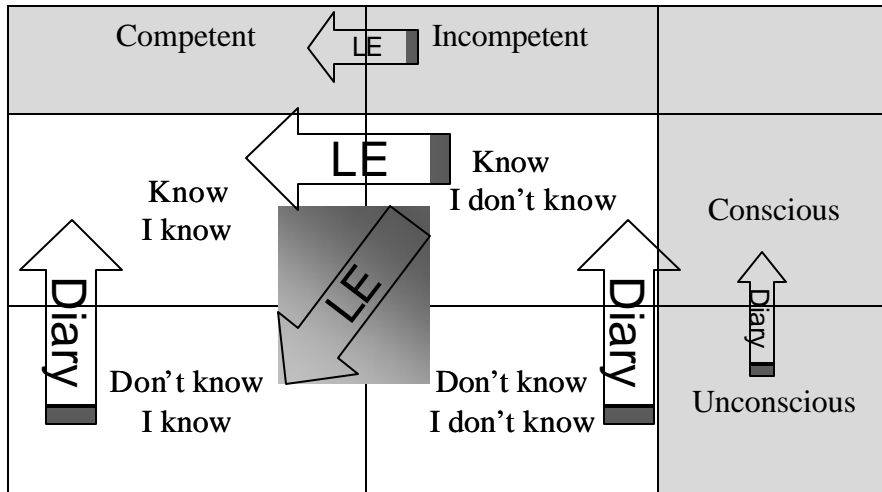 Competent
LE
Incompetent
LE
Know
I know
Know
I don't know
Conscious
LE
Diary
Diary
Diary
Don't know
I know
Don't know
I don't know
Unconscious